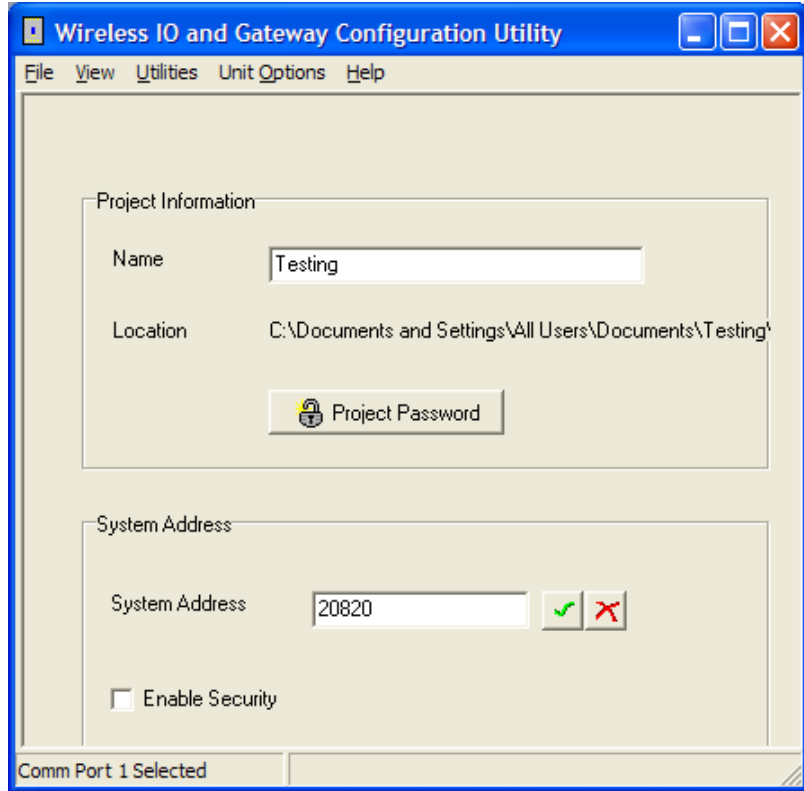 Wireless IO and Gateway Configuration Utility
File View Utilities Unit Options Help
Project Information
Name Testing
Location C:\Documents and Settings\All Users\Documents\Testing\
Project Password
System Address
System Address 20820
Enable Security
Comm Port 1 Selected